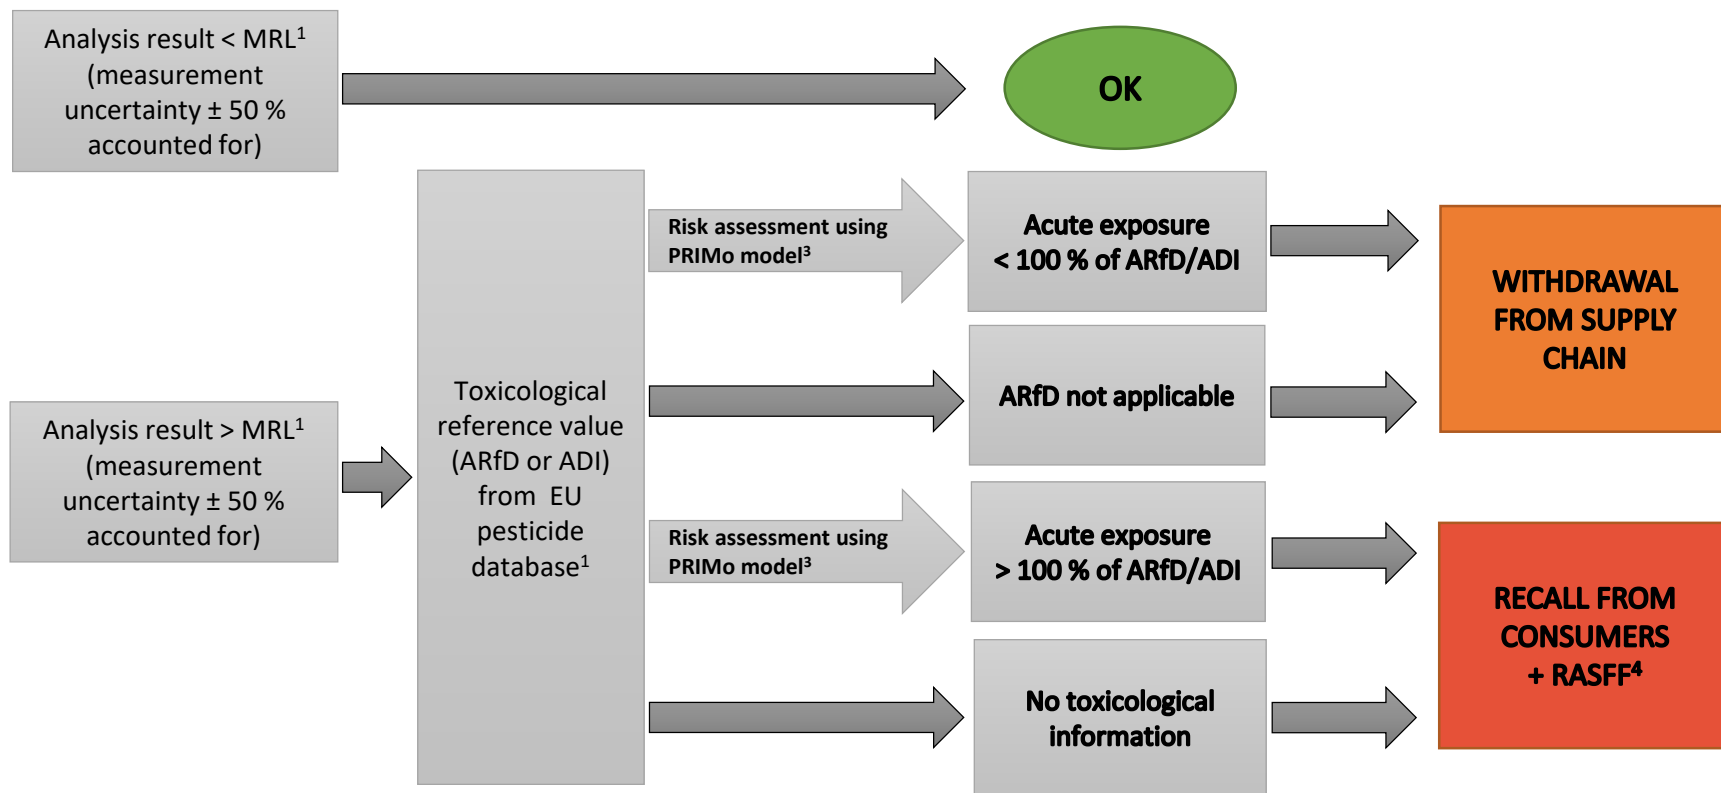 Analysis result < MRL¹
(measurement
uncertainty ± 50 %
accounted for)
OK
Analysis result > MRL¹
(measurement
uncertainty ± 50 %
accounted for)
Toxicological
reference value
(ARfD or ADI)
from EU
pesticide
database¹
Risk assessment using
PRIMo model³
Acute exposure
< 100 % of ARfD/ADI
ARfD not applicable
WITHDRAWAL
FROM SUPPLY
CHAIN
Risk assessment using
PRIMo model³
Acute exposure
> 100 % of ARfD/ADI
No toxicological
information
RECALL FROM
CONSUMERS
+ RASFF⁴